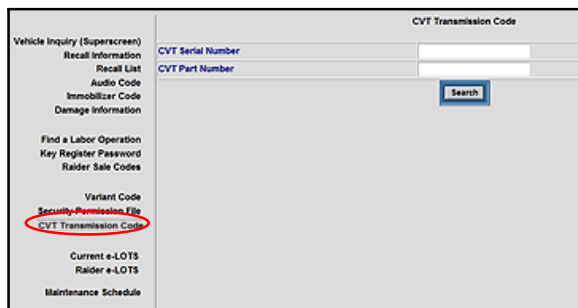 CVT Transmission Code
Vehicle Inquiry (Superscreen)
Recall Information
Recall List
Audio Code
Immobilizer Code
Damage Information
Find a Labor Operation
Key Register Password
Raider Sale Codes
Variant Code
Security Permission File
CVT Transmission Code
Current e-LOTS
Raider e-LOTS
Maintenance Schedule
CVT Serial Number
CVT Part Number
Search